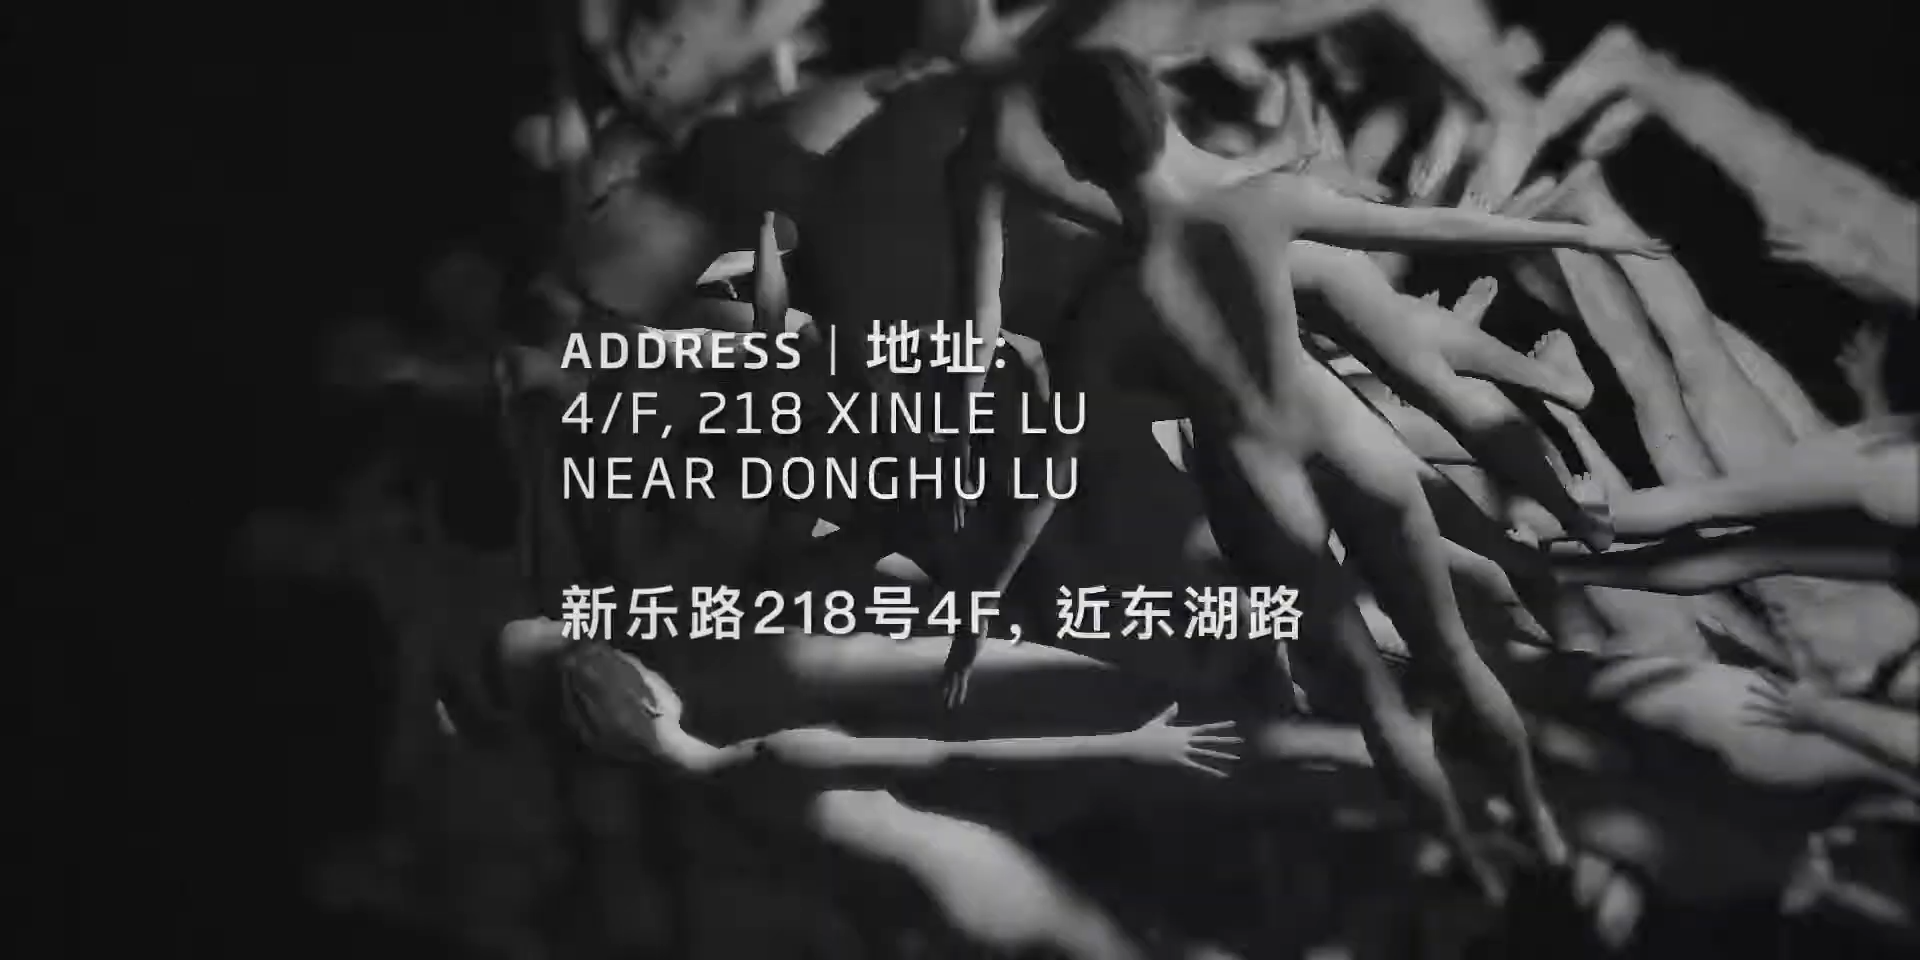 ADDRESS | 地址:
4/F, 218 XINLE LU
NEAR DONGHU LU
新乐路218号4F, 近东湖路